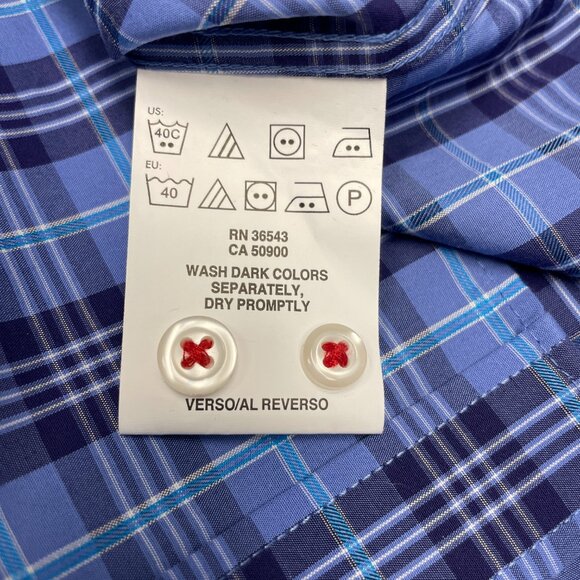 US:
40C
EU:
40
P
RN 36543
CA 50900
WASH DARK COLORS
SEPARATELY,
DRY PROMPTLY
VERSO/AL REVERSO